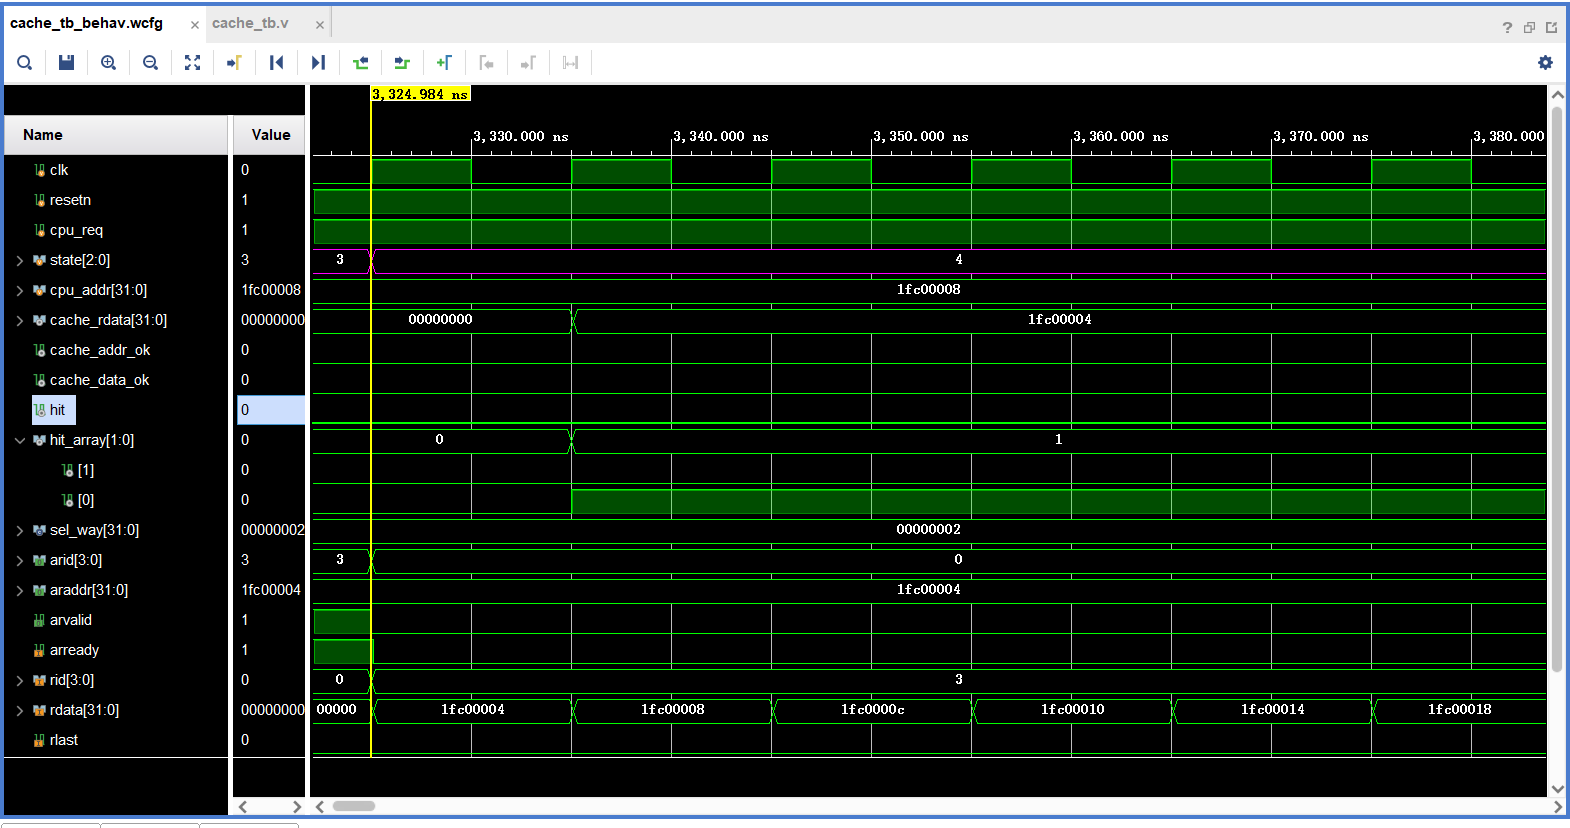 cache_tb_behav.wcfg × cache_tb.v ×
?
3,324.984 ns
Name Value 3,330.000 ns 3,340.000 ns 3,350.000 ns 3,360.000 ns 3,370.000 ns 3,380.000
clk 0
resetn 1
cpu_req 1
state[2:0] 3 3 4
cpu_addr[31:0] 1fc00008 1fc00008
cache_rdata[31:0] 00000000 00000000 1fc00004
cache_addr_ok 0
cache_data_ok 0
hit 0
hit_array[1:0] 0 0 1
[1] 0
[0] 0
sel_way[31:0] 00000002 00000002
arid[3:0] 3 3 0
araddr[31:0] 1fc00004 1fc00004
arvalid 1
arready 1
rid[3:0] 0 0 3
rdata[31:0] 00000000 00000 1fc00004 1fc00008 1fc0000c 1fc00010 1fc00014 1fc00018
rlast 0